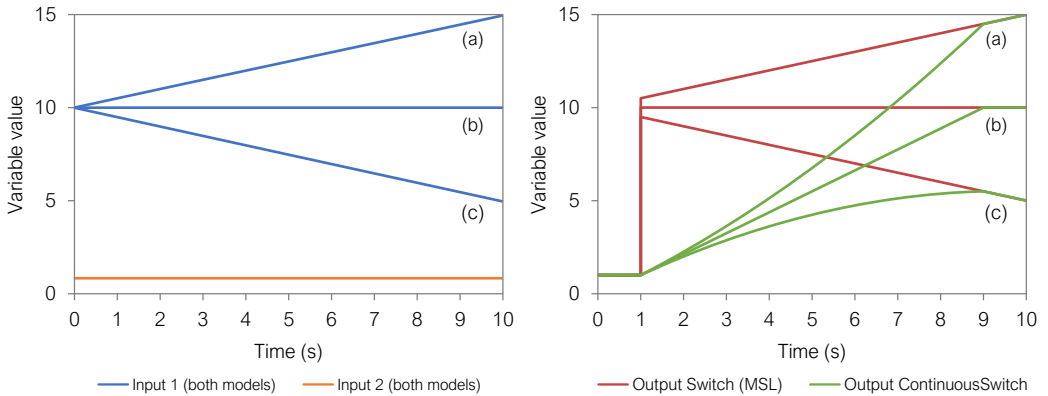 15
10
5
0
Variable value
(a)
(b)
(c)
0 1 2 3 4 5 6 7 8 9 10
Time (s)
Input 1 (both models)
Input 2 (both models)
15
10
5
0
Variable value
(a)
(b)
(c)
0 1 2 3 4 5 6 7 8 9 10
Time (s)
Output Switch (MSL)
Output ContinuousSwitch